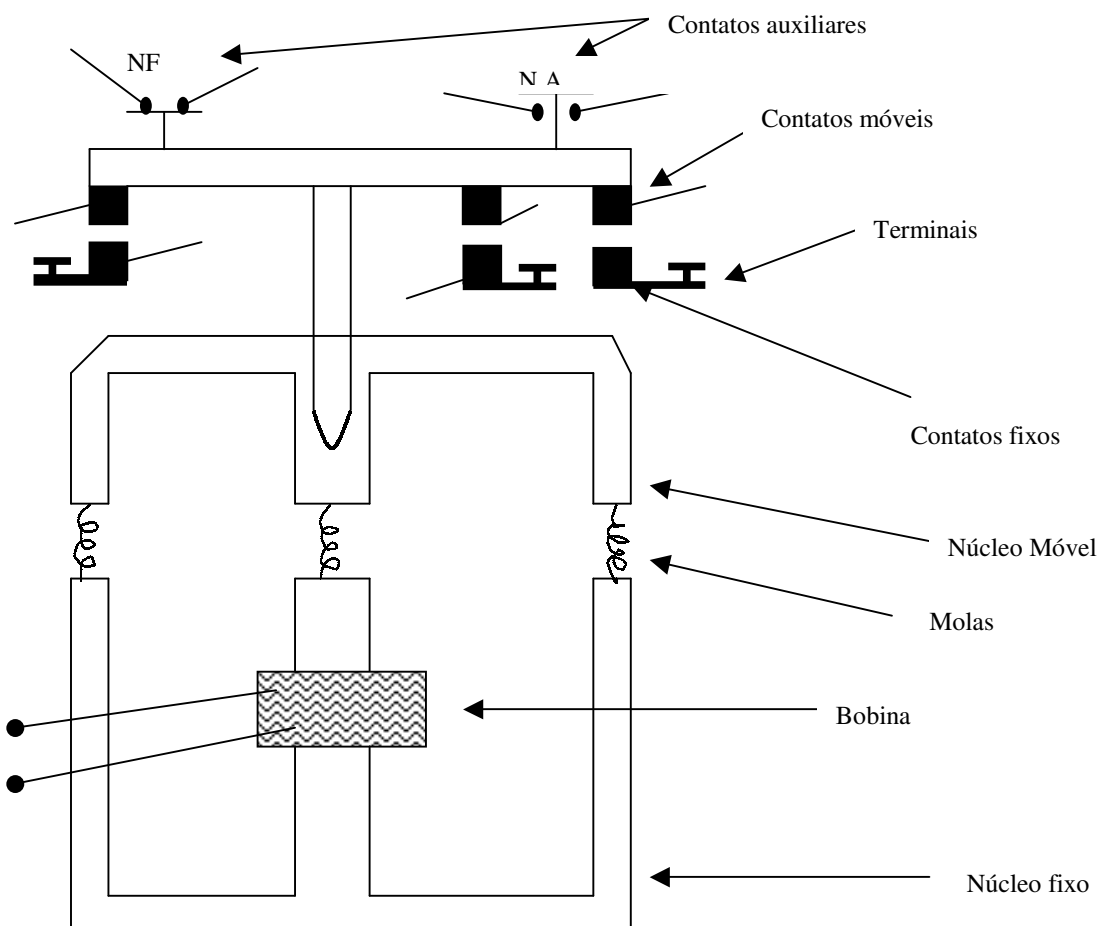 Contatos auxiliares
NF
N A
Contatos móveis
Terminais
Contatos fixos
Núcleo Móvel
Molas
Bobina
Núcleo fixo